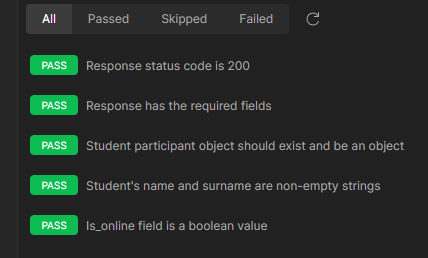 All Passed Skipped Failed
PASS Response status code is 200
PASS Response has the required fields
PASS Student participant object should exist and be an object
PASS Student's name and surname are non-empty strings
PASS Is_online field is a boolean value